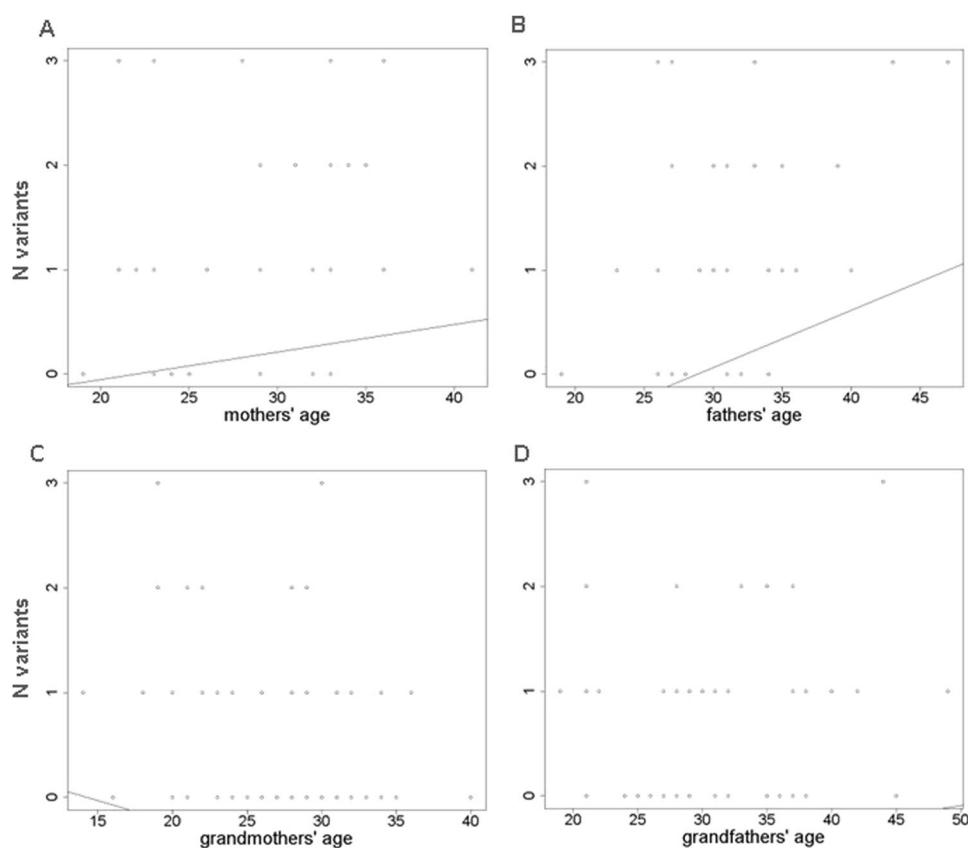 A
B
3
2
1
0
N variants
20 25 30 35 40
mothers' age
3
2
1
0
20 25 30 35 40 45
fathers' age
C
D
3
2
1
0
N variants
15 20 25 30 35 40
grandmothers' age
3
2
1
0
20 25 30 35 40 45 50
grandfathers' age